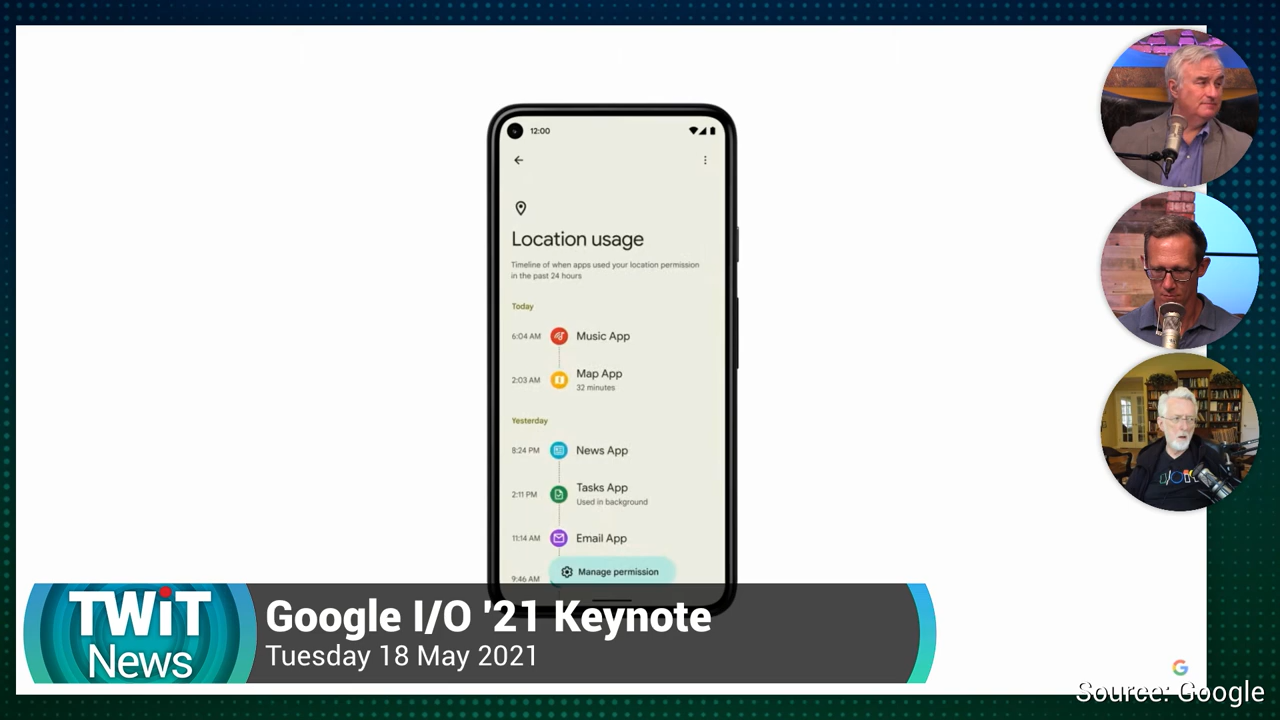 12:00
Location usage
Timeline of when apps used your location permission
in the past 24 hours
Today
6:04 AM Music App
2:03 AM Map App
32 minutes
Yesterday
8:24 PM News App
2:11 PM Tasks App
Used in background
11:14 AM Email App
9:46 AM
Manage permission
TWiT
News
Google I/O '21 Keynote
Tuesday 18 May 2021
Source: Google